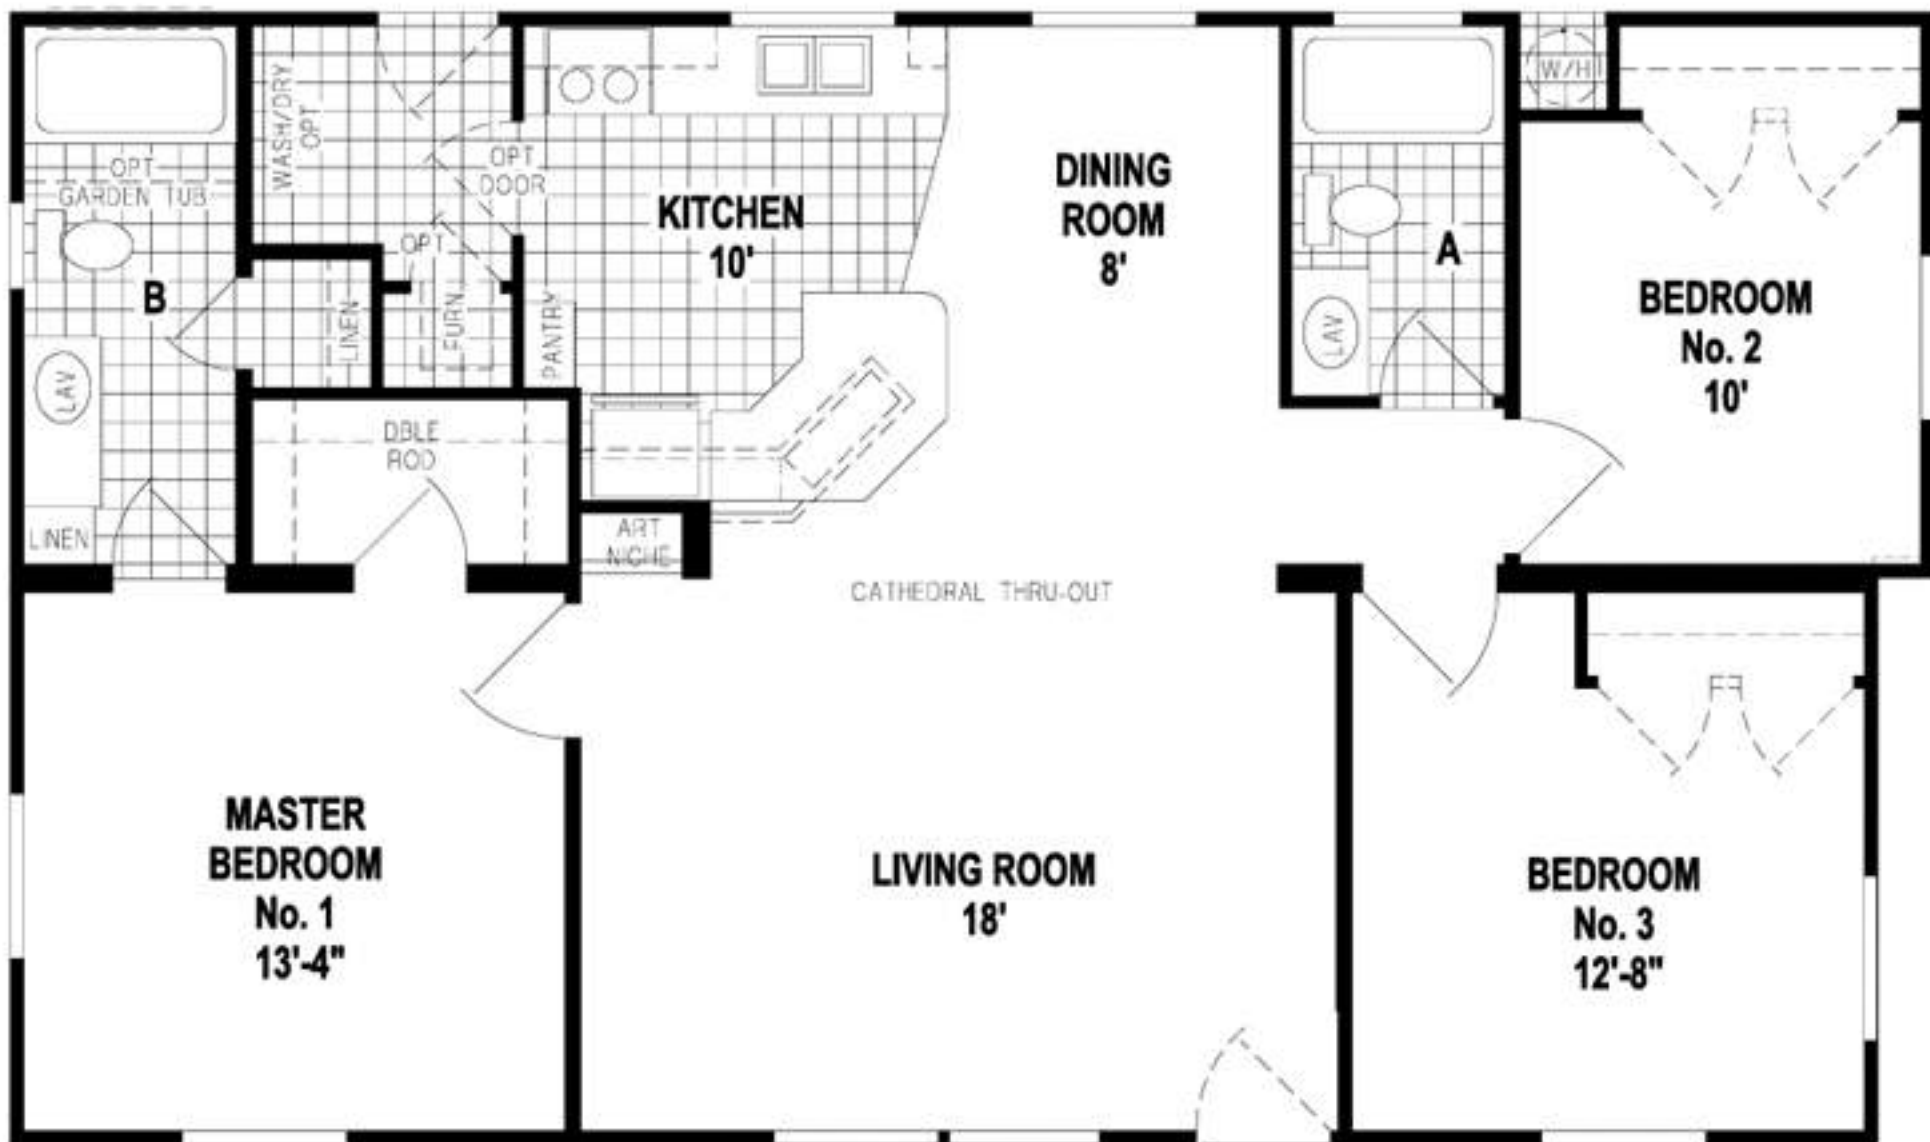 WASH/DRY
OPT
OPT
GARDEN TUB
B
LAV
LINEN
LINEN
OPT
DOOR
OPT
FURN
PANTRY
KITCHEN
10'
DINING
ROOM
8'
A
LAV
W/H
BEDROOM
No. 2
10'
DBLE
ROD
ART
NICHE
CATHEDRAL THRU-OUT
MASTER
BEDROOM
No. 1
13'-4"
LIVING ROOM
18'
BEDROOM
No. 3
12'-8"